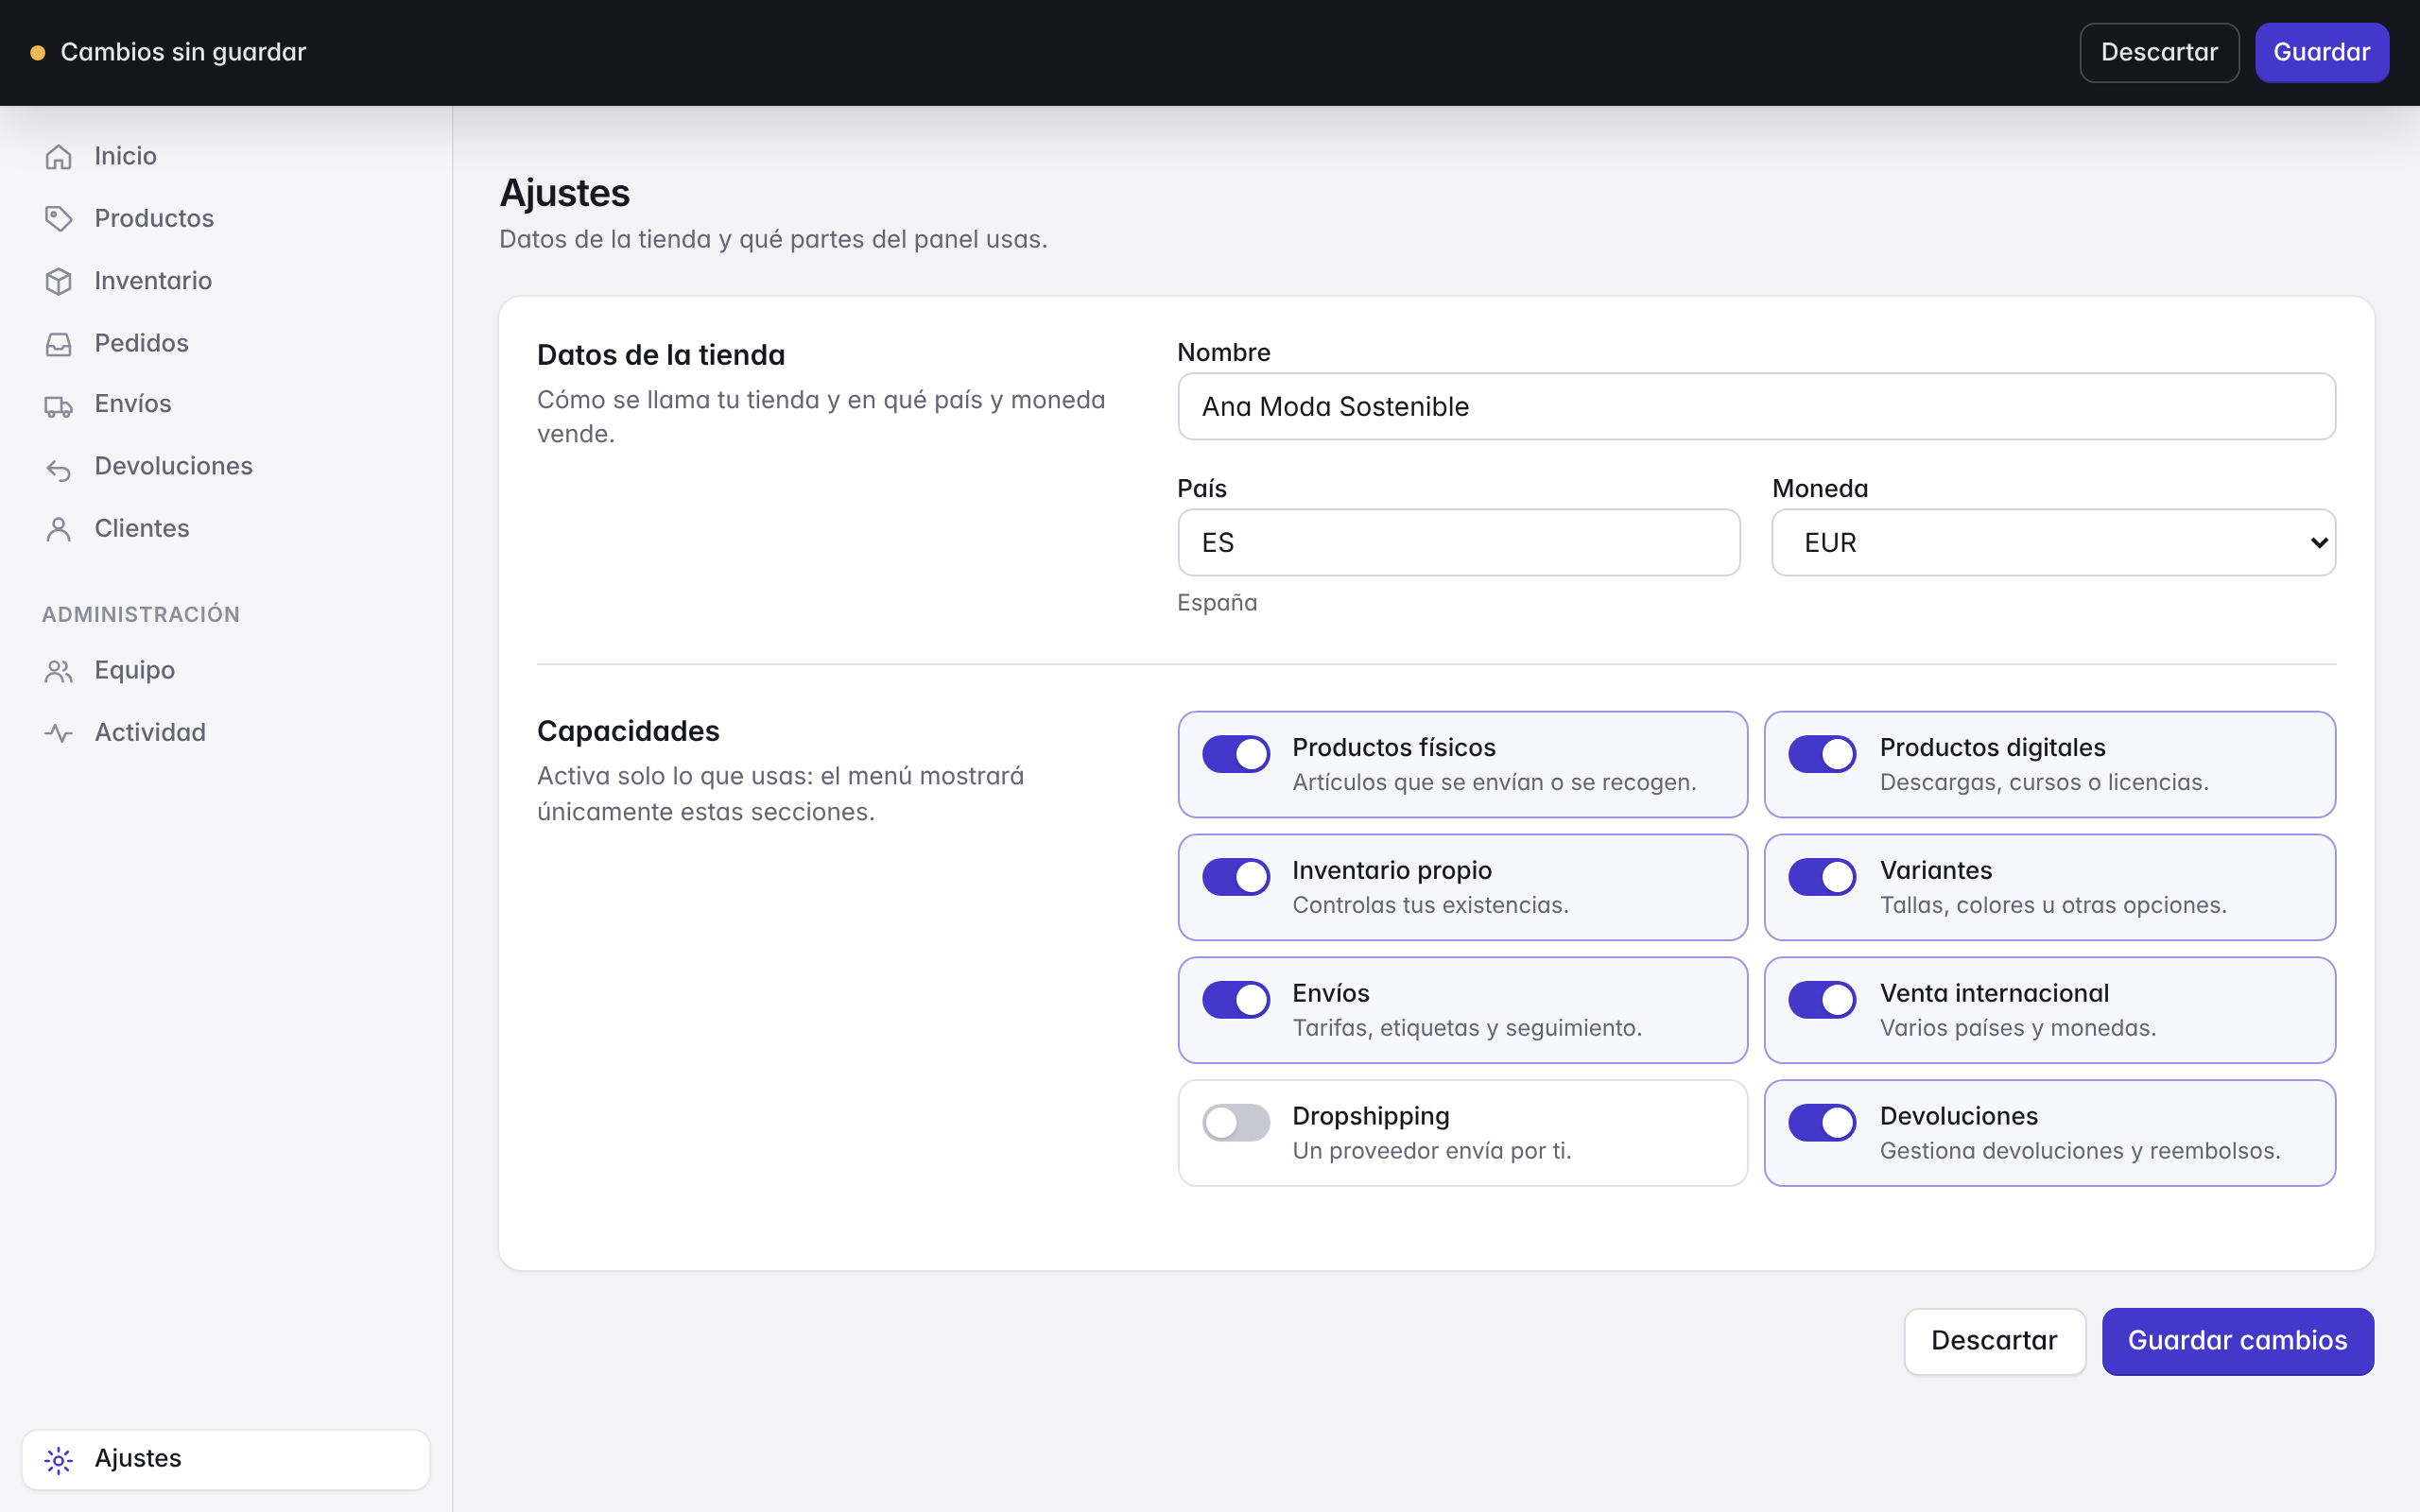 Cambios sin guardar
Descartar
Guardar
Inicio
Productos
Inventario
Pedidos
Envíos
Devoluciones
Clientes
ADMINISTRACIÓN
Equipo
Actividad
Ajustes
Ajustes
Datos de la tienda y qué partes del panel usas.
Datos de la tienda
Cómo se llama tu tienda y en qué país y moneda
vende.
Nombre
Ana Moda Sostenible
País
ES
España
Moneda
EUR
Capacidades
Activa solo lo que usas: el menú mostrará
únicamente estas secciones.
Productos físicos
Artículos que se envían o se recogen.
Productos digitales
Descargas, cursos o licencias.
Inventario propio
Controlas tus existencias.
Variantes
Tallas, colores u otras opciones.
Envíos
Tarifas, etiquetas y seguimiento.
Venta internacional
Varios países y monedas.
Dropshipping
Un proveedor envía por ti.
Devoluciones
Gestiona devoluciones y reembolsos.
Descartar
Guardar cambios